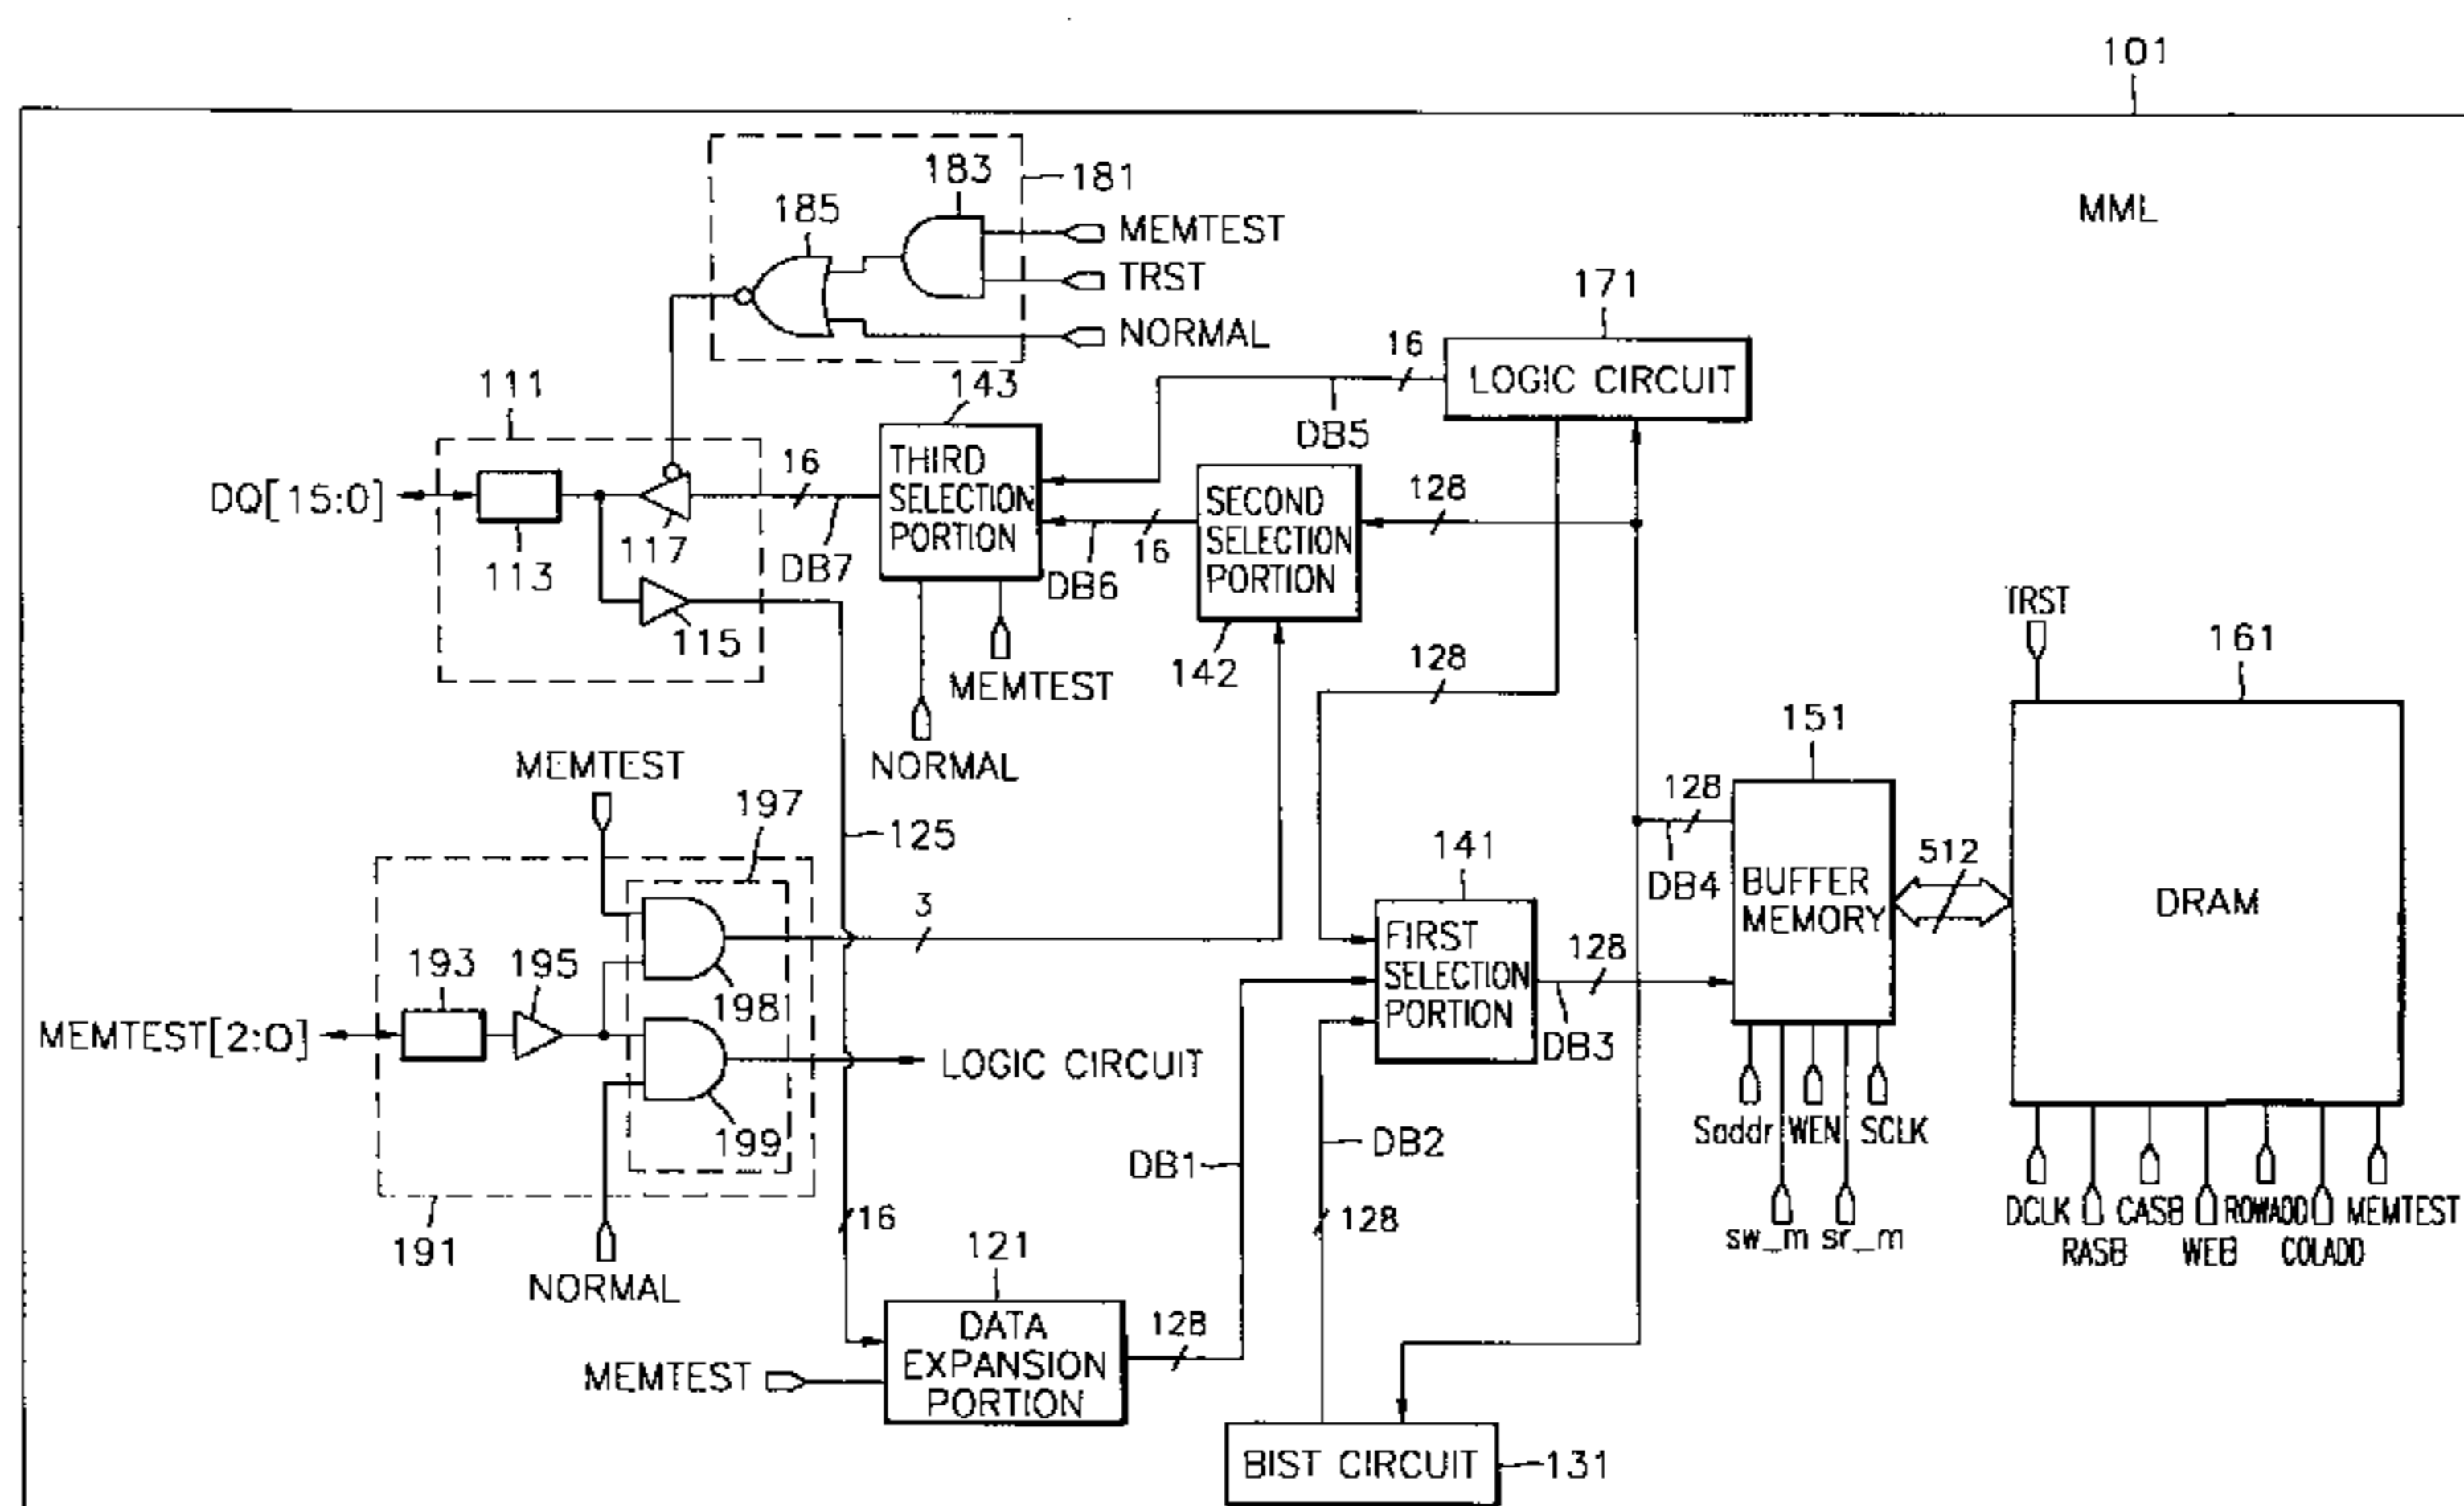 101
MML
183
181
185
MEMTEST
TRST
NORMAL
171
16
LOGIC CIRCUIT
DB5
111
143
THIRD
SELECTION
PORTION
16
DQ[15:0]
113
117
115
DB7
DB6
16
SECOND
SELECTION
PORTION
128
142
MEMTEST
NORMAL
128
TRST
161
151
128
DB4
BUFFER
MEMORY
512
DRAM
MEMTEST
197
125
141
3
FIRST
SELECTION
PORTION
128
DB3
193
195
198
MEMTEST[2:0]
LOGIC CIRCUIT
199
191
NORMAL
DB1
DB2
128
16
Saddr
WEN
SCLK
sw_m
sr_m
DCLK
CASB
ROWADD
MEMTEST
RASB
WEB
COLADD
121
DATA
EXPANSION
PORTION
128
MEMTEST
BIST CIRCUIT
131